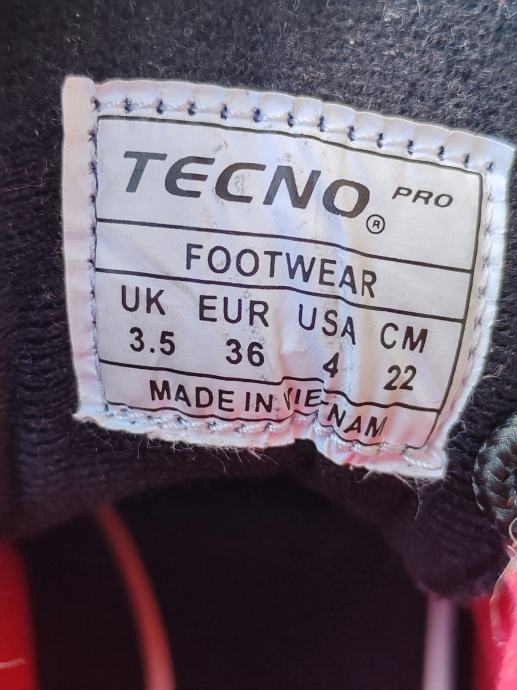 TECNO PRO
®
FOOTWEAR
UK EUR USA CM
3.5 36 4 22
MADE IN VIETNAM